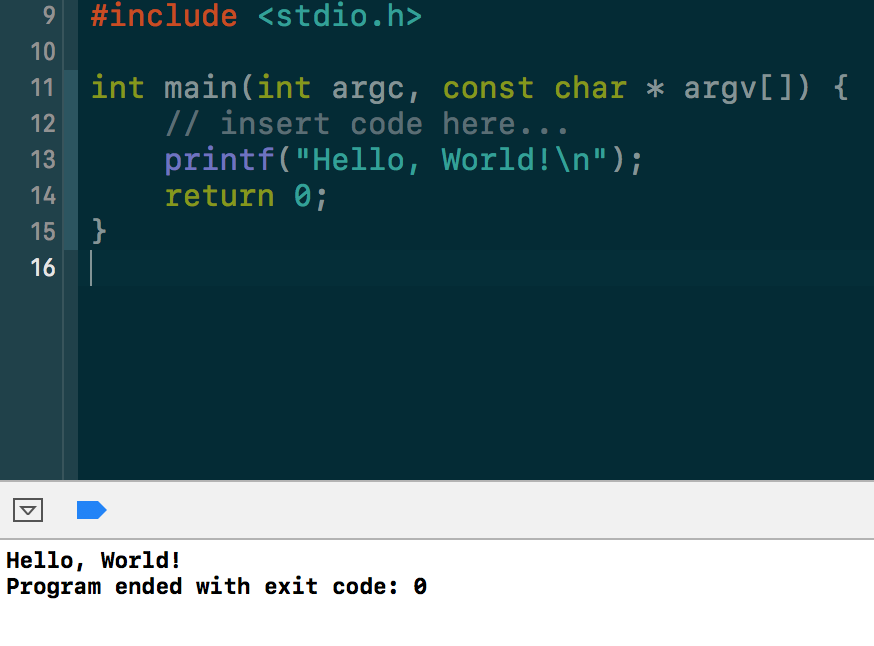 9 #include <stdio.h>
10
11 int main(int argc, const char * argv[]) {
12     // insert code here...
13     printf("Hello, World!\n");
14     return 0;
15 }
16
Hello, World!
Program ended with exit code: 0